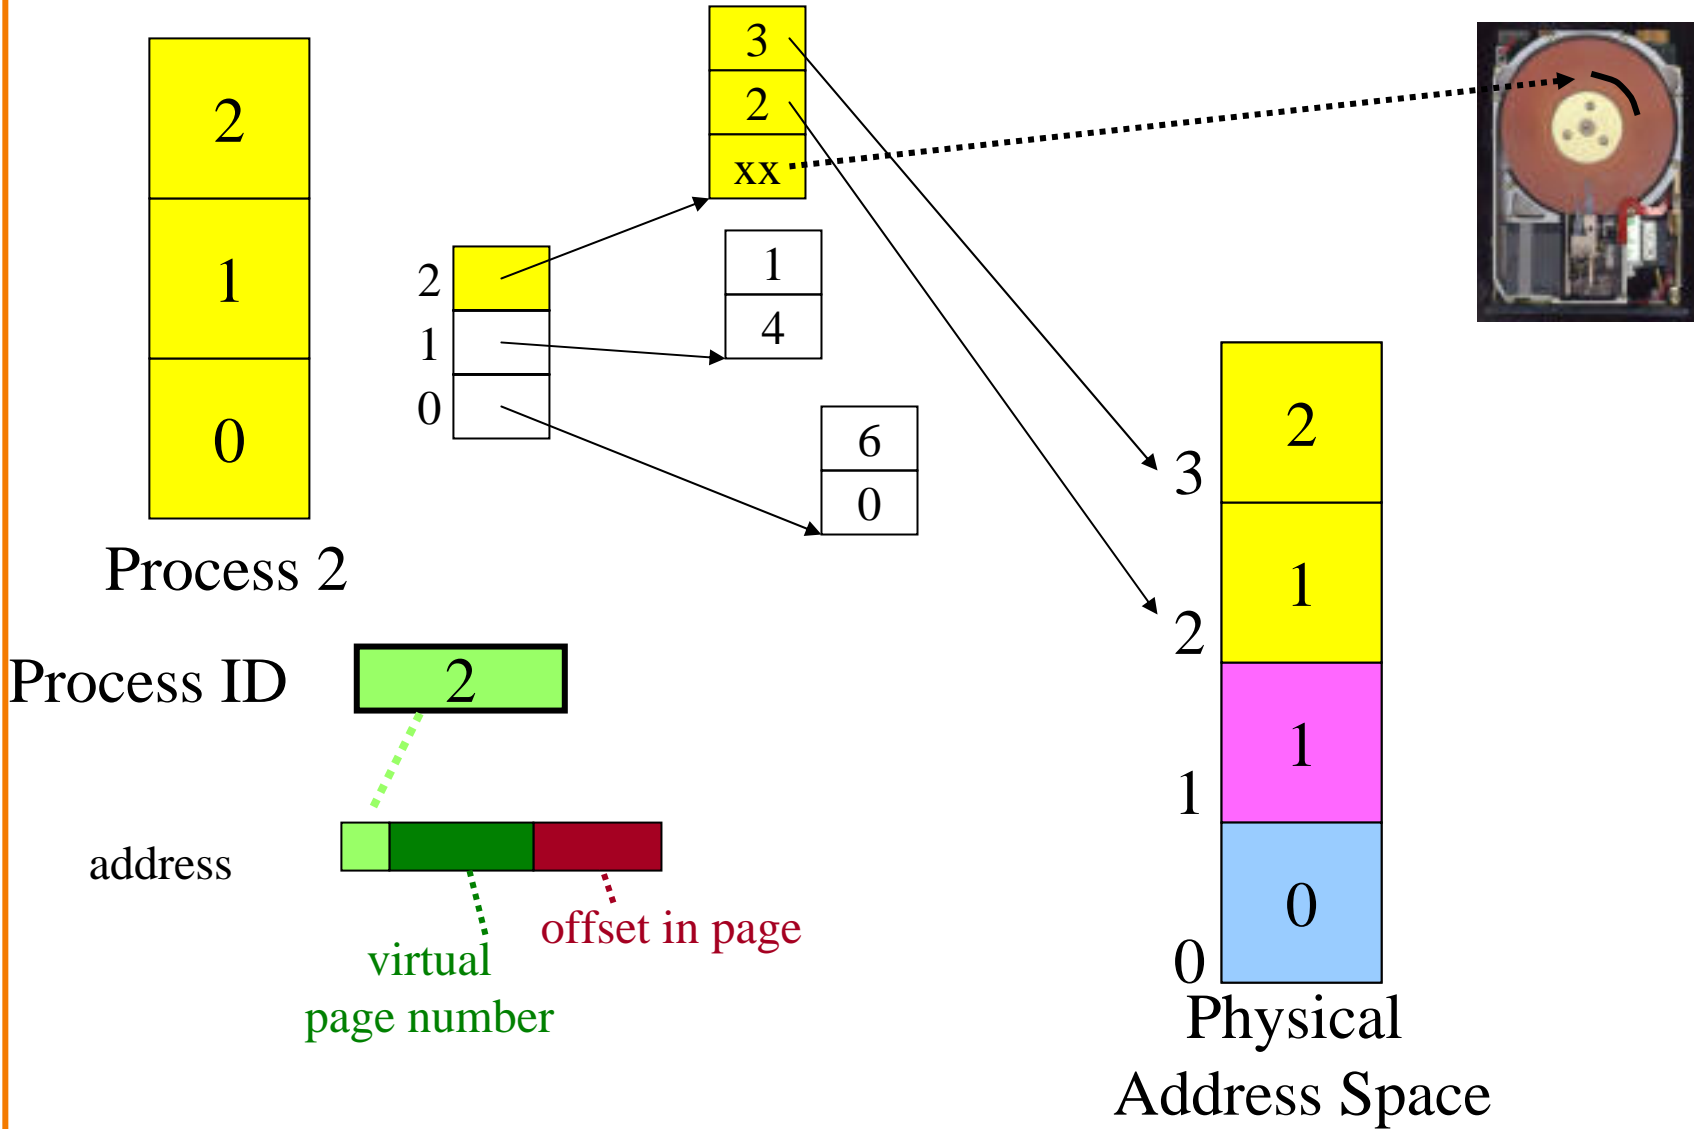 2
1
0
Process 2
2
1
0
3
2
xx
1
4
6
0
Process ID
2
address
virtual
page number
offset in page
3
2
1
0
2
1
1
0
Physical
Address Space